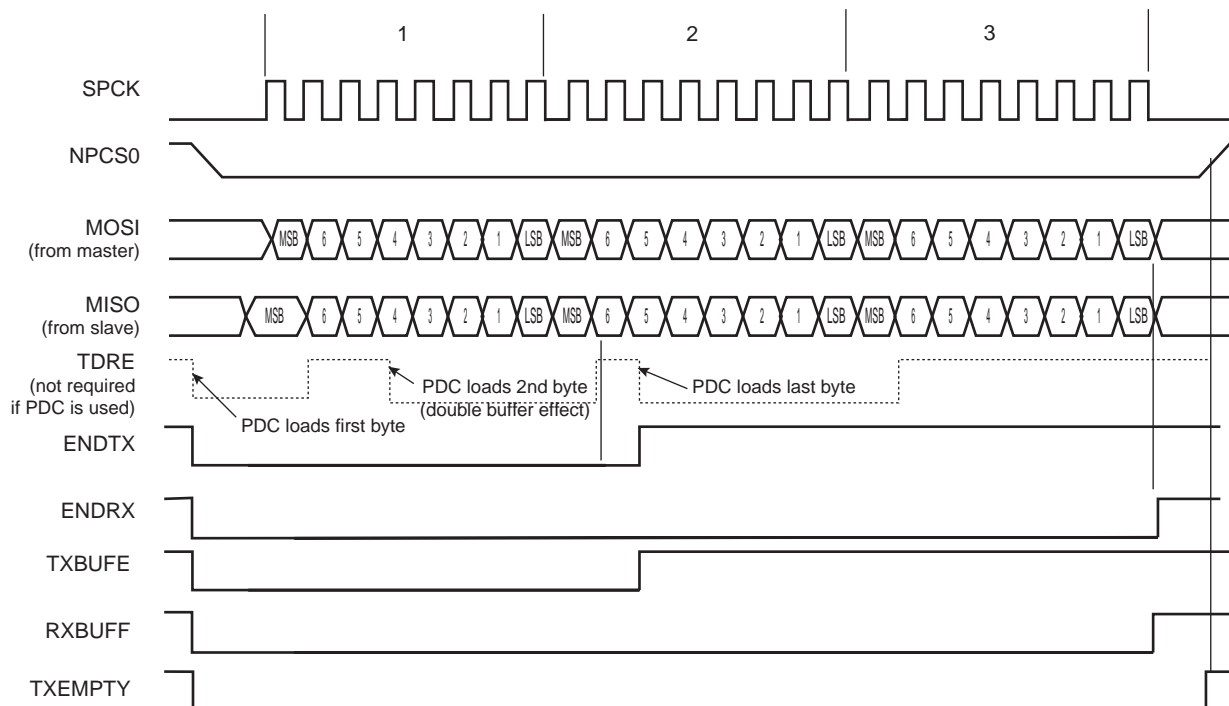 1 2 3
SPCK
NPCS0
MOSI
(from master)
MSB 6 5 4 3 2 1 LSB MSB 6 5 4 3 2 1 LSB MSB 6 5 4 3 2 1 LSB
MISO
(from slave)
MSB 6 5 4 3 2 1 LSB MSB 6 5 4 3 2 1 LSB MSB 6 5 4 3 2 1 LSB
TDRE
(not required
if PDC is used)
PDC loads first byte
PDC loads 2nd byte
(double buffer effect)
PDC loads last byte
ENDTX
ENDRX
TXBUFE
RXBUFF
TXEMPTY